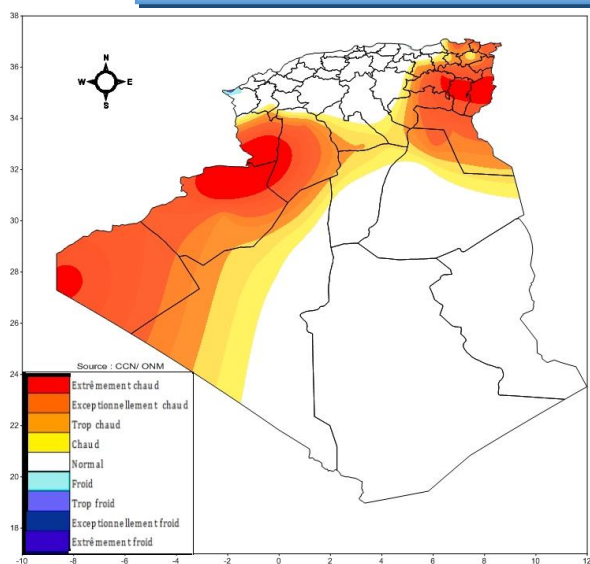 38
36
34
32
30
28
26
24
22
20
18
N
W E
S
Source : CCN/ ONM
Extrêmement chaud
Exceptionnellement chaud
Trop chaud
Chaud
Normal
Froid
Trop froid
Exceptionnellement froid
Extrêmement froid
-10 -8 -6 -4 -2 0 2 4 6 8 10 12